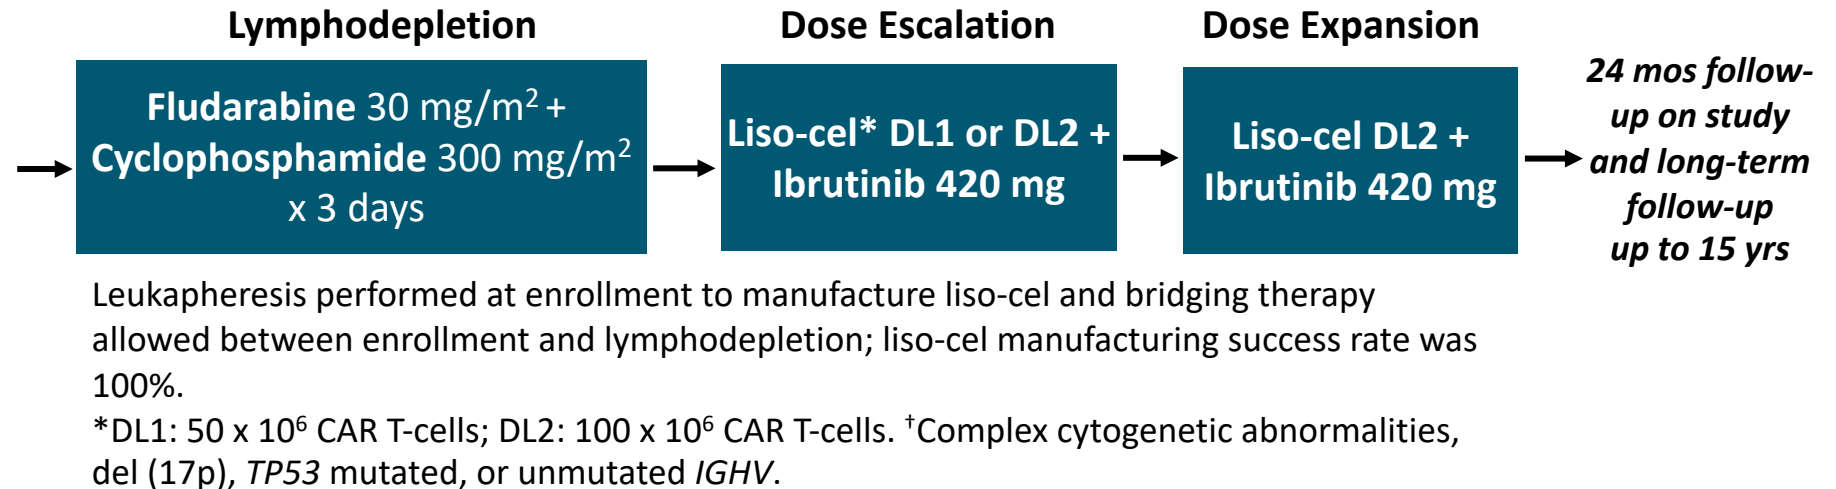 Lymphodepletion
Fludarabine 30 mg/m² +
Cyclophosphamide 300 mg/m²
x 3 days
Dose Escalation
Liso-cel* DL1 or DL2 +
Ibrutinib 420 mg
Dose Expansion
Liso-cel DL2 +
Ibrutinib 420 mg
24 mos follow-
up on study
and long-term
follow-up
up to 15 yrs
Leukapheresis performed at enrollment to manufacture liso-cel and bridging therapy
allowed between enrollment and lymphodepletion; liso-cel manufacturing success rate was
100%.
*DL1: 50 x 10⁶ CAR T-cells; DL2: 100 x 10⁶ CAR T-cells. †Complex cytogenetic abnormalities,
del (17p), TP53 mutated, or unmutated IGHV.